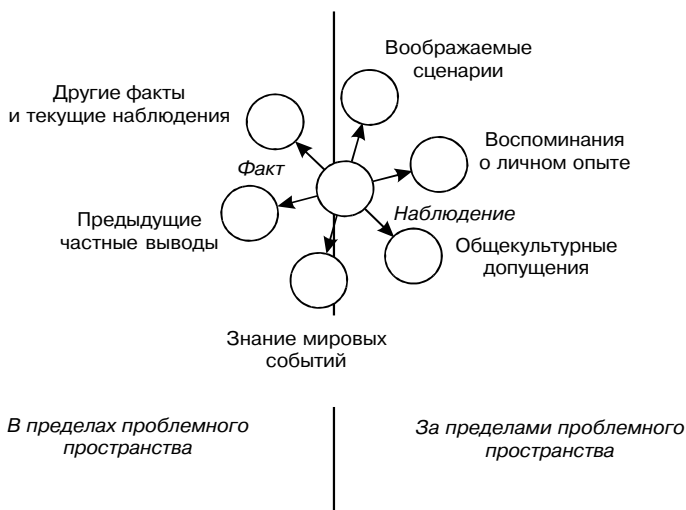 Воображаемые
сценарии
Другие факты
и текущие наблюдения
Воспоминания
о личном опыте
Факт
Предыдущие
частные выводы
Наблюдение
Общекультурные
допущения
Знание мировых
событий
В пределах проблемного
пространства
За пределами проблемного
пространства